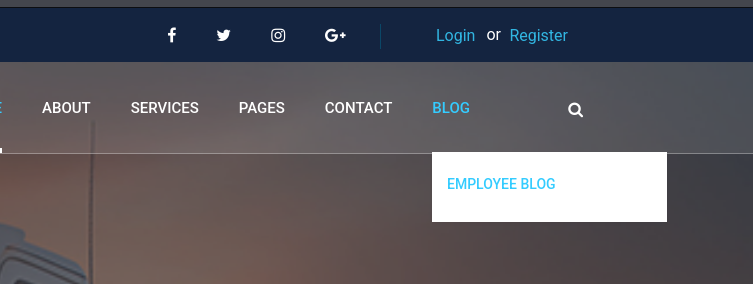 Login or Register
E ABOUT SERVICES PAGES CONTACT BLOG
EMPLOYEE BLOG